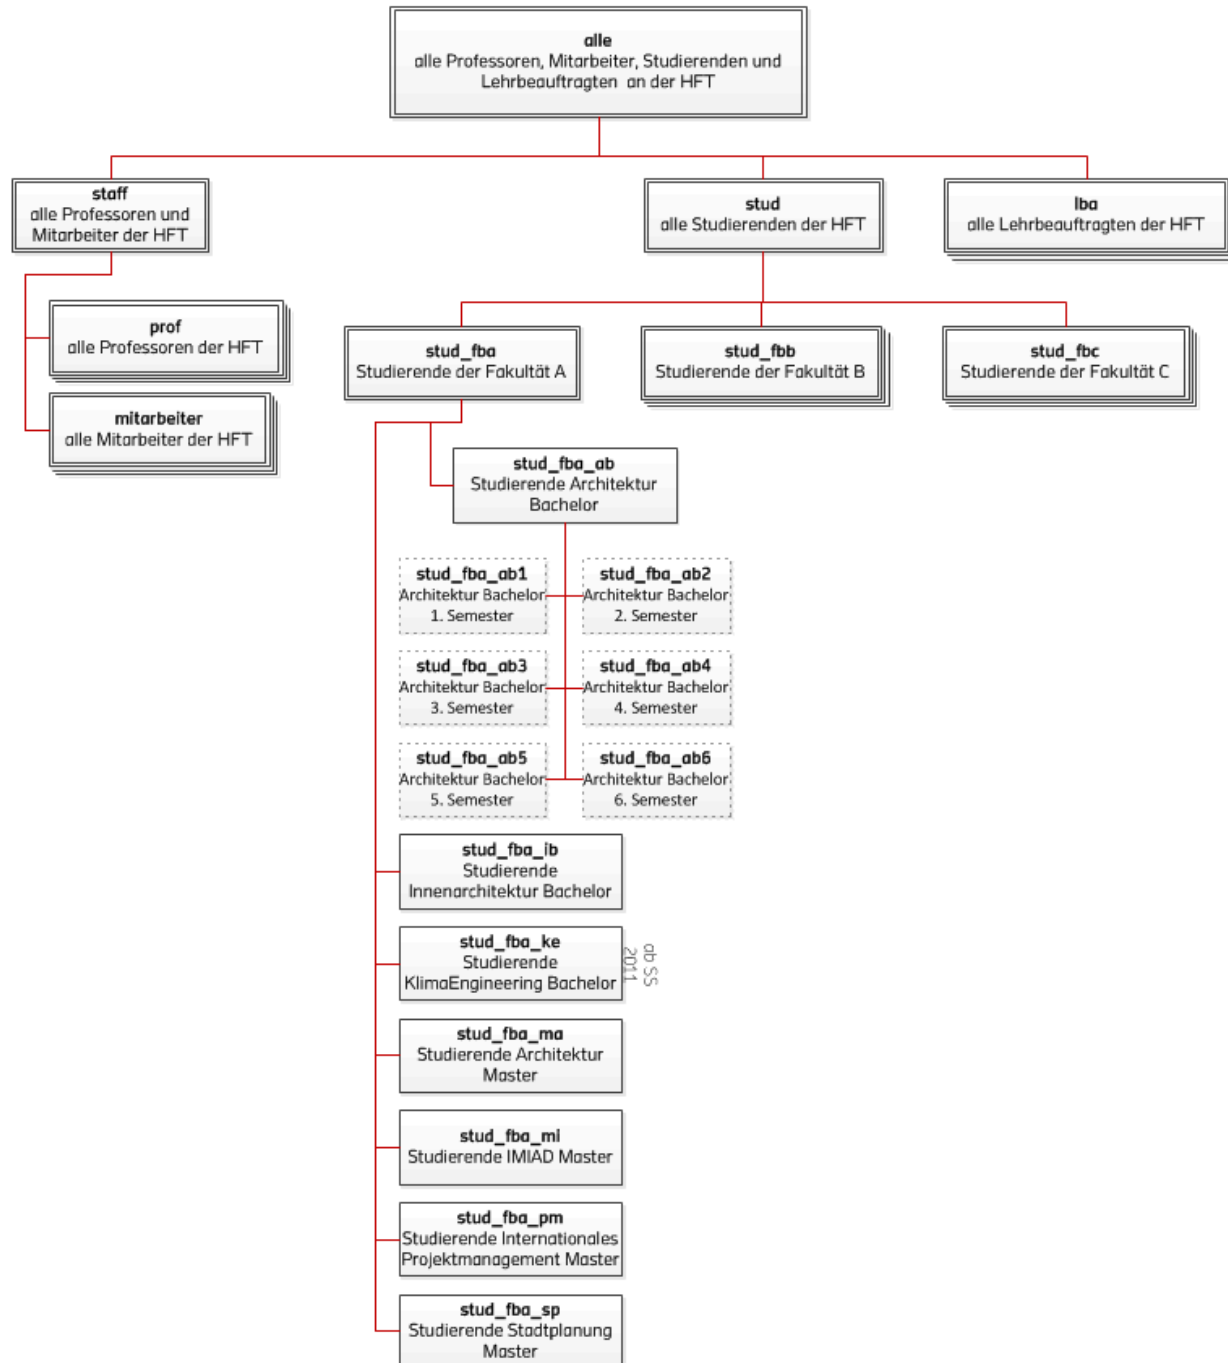 alle
alle Professoren, Mitarbeiter, Studierenden und
Lehrbeauftragten an der HFT
staff
alle Professoren und
Mitarbeiter der HFT
stud
alle Studierenden der HFT
lba
alle Lehrbeauftragten der HFT
prof
alle Professoren der HFT
mitarbeiter
alle Mitarbeiter der HFT
stud_fba
Studierende der Fakultät A
stud_fbb
Studierende der Fakultät B
stud_fbc
Studierende der Fakultät C
stud_fba_ab
Studierende Architektur
Bachelor
stud_fba_ab1
Architektur Bachelor
1. Semester
stud_fba_ab2
Architektur Bachelor
2. Semester
stud_fba_ab3
Architektur Bachelor
3. Semester
stud_fba_ab4
Architektur Bachelor
4. Semester
stud_fba_ab5
Architektur Bachelor
5. Semester
stud_fba_ab6
Architektur Bachelor
6. Semester
stud_fba_ib
Studierende
Innenarchitektur Bachelor
stud_fba_ke
Studierende
KlimaEngineering Bachelor
ab SS
2011
stud_fba_ma
Studierende Architektur
Master
stud_fba_mi
Studierende IMIAD Master
stud_fba_pm
Studierende Internationales
Projektmanagement Master
stud_fba_sp
Studierende Stadtplanung
Master